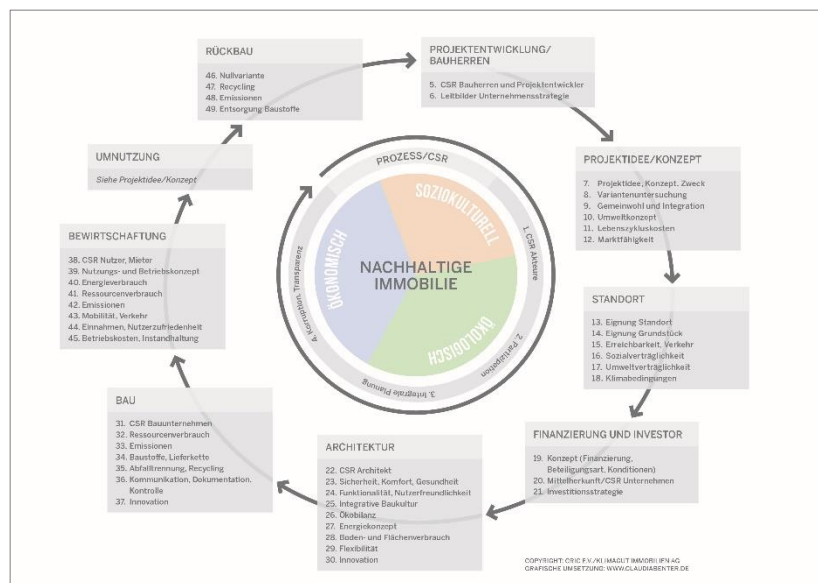 RÜCKBAU
46. Nullvariante
47. Recycling
48. Emissionen
49. Entsorgung Baustoffe
PROJEKTENTWICKLUNG/
BAUHERREN
5. CSR Bauherren und Projektentwickler
6. Leitbilder Unternehmensstrategie
PROJEKTIDEE/KONZEPT
7. Projektidee, Konzept. Zweck
8. Variantenuntersuchung
9. Gemeinwohl und Integration
10. Umweltkonzept
11. Lebenszykluskosten
12. Marktfähigkeit
STANDORT
13. Eignung Standort
14. Eignung Grundstück
15. Erreichbarkeit, Verkehr
16. Sozialverträglichkeit
17. Umweltverträglichkeit
18. Klimabedingungen
FINANZIERUNG UND INVESTOR
19. Konzept (Finanzierung,
Beteiligungsart, Konditionen)
20. Mittelherkunft/CSR Unternehmen
21. Investitionsstrategie
ARCHITEKTUR
22. CSR Architekt
23. Sicherheit, Komfort, Gesundheit
24. Funktionalität, Nutzerfreundlichkeit
25. Integrative Baukultur
26. Ökobilanz
27. Energiekonzept
28. Boden- und Flächenverbrauch
29. Flexibilität
30. Innovation
BAU
31. CSR Bauunternehmen
32. Ressourcenverbrauch
33. Emissionen
34. Baustoffe, Lieferkette
35. Abfalltrennung, Recycling
36. Kommunikation, Dokumentation.
Kontrolle
37. Innovation
BEWIRTSCHAFTUNG
38. CSR Nutzer, Mieter
39. Nutzungs- und Betriebskonzept
40. Energieverbrauch
41. Ressourcenverbrauch
42. Emissionen
43. Mobilität, Verkehr
44. Einnahmen, Nutzerzufriedenheit
45. Betriebskosten, Instandhaltung
UMNUTZUNG
Siehe Projektidee/Konzept
PROZESS/CSR
1. CSR Akteure
2. Partizipation
3. Integrale Planung
4. Korruption, Transparenz
SOZIOKULTURELL
ÖKOLOGISCH
ÖKONOMISCH
NACHHALTIGE
IMMOBILIE
COPYRIGHT: CRIC E.V./KLIMAGUT IMMOBILIEN AG
GRAFISCHE UMSETZUNG: WWW.CLAUDIABENTER.DE